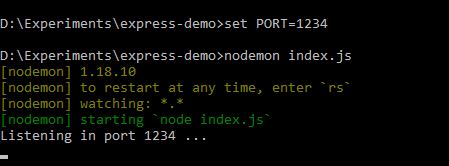 D:\Experiments\express-demo>set PORT=1234
D:\Experiments\express-demo>nodemon index.js
[nodemon] 1.18.10
[nodemon] to restart at any time, enter `rs`
[nodemon] watching: *.*
[nodemon] starting `node index.js`
Listening in port 1234 ...